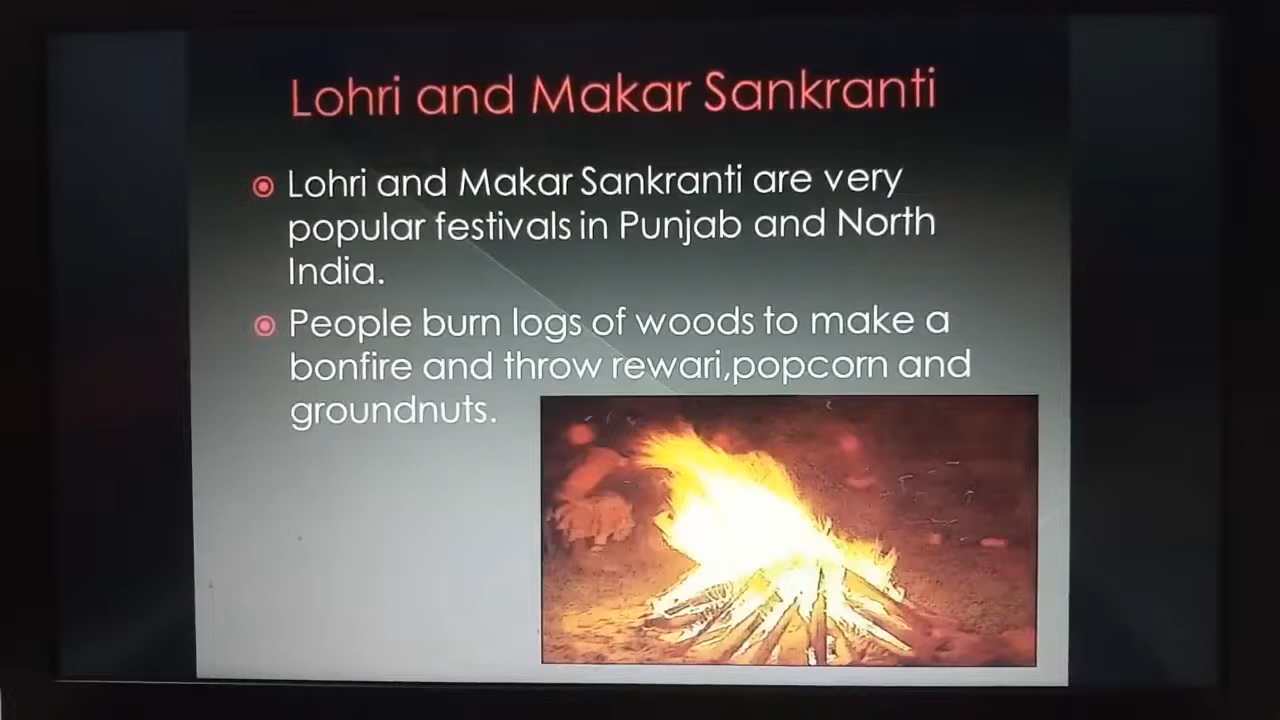 Lohri and Makar Sankranti
Lohri and Makar Sankranti are very
popular festivals in Punjab and North
India.
People burn logs of woods to make a
bonfire and throw rewari,popcorn and
groundnuts.